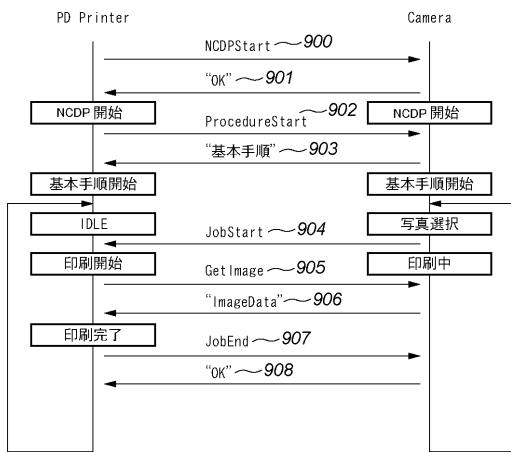 PD Printer
Camera
NCDPStart 900
“OK” 901
NCDP 開始
NCDP 開始
ProcedureStart 902
“基本手順” 903
基本手順開始
基本手順開始
IDLE
写真選択
JobStart 904
印刷開始
印刷中
GetImage 905
“ImageData” 906
印刷完了
JobEnd 907
“OK” 908